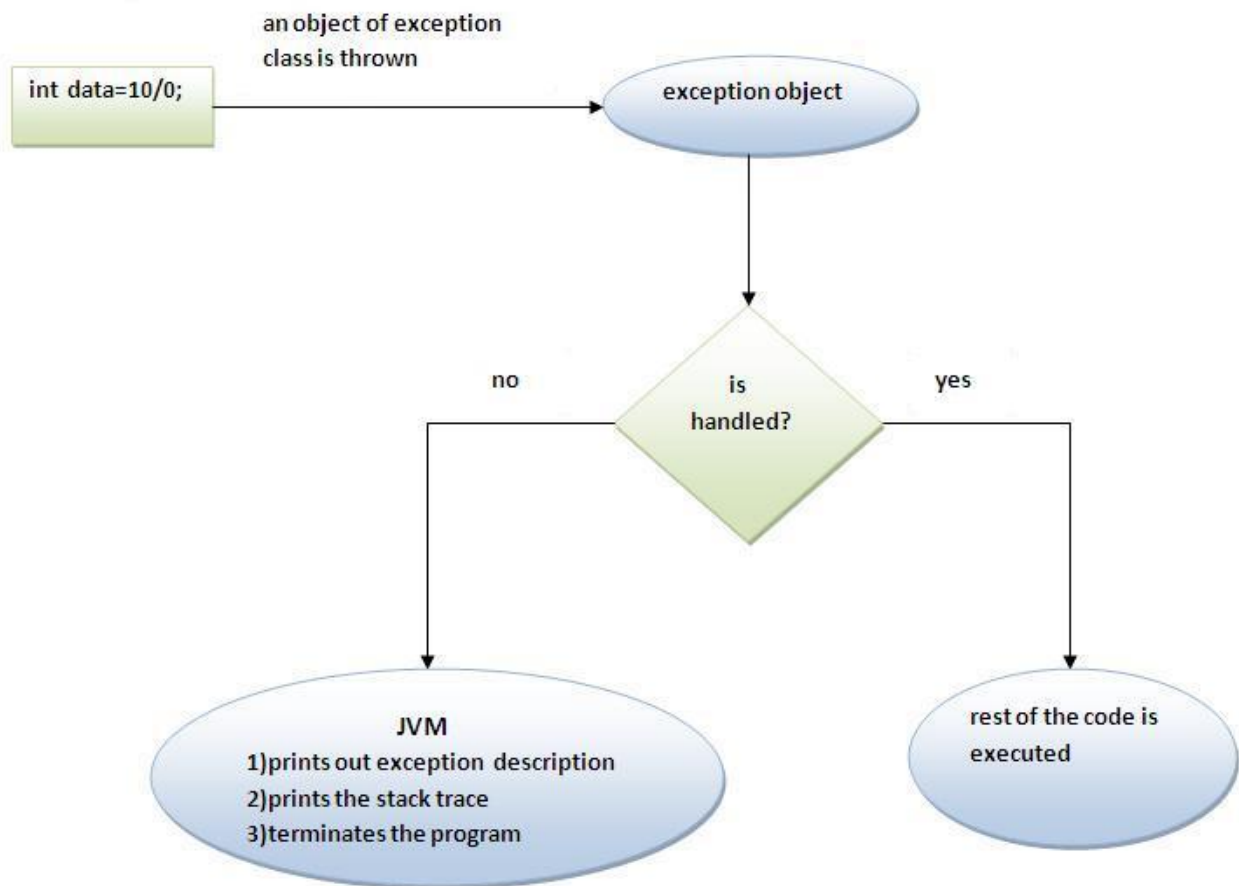 an object of exception
class is thrown
int data=10/0;
exception object
no
is
handled?
yes
JVM
1)prints out exception description
2)prints the stack trace
3)terminates the program
rest of the code is
executed